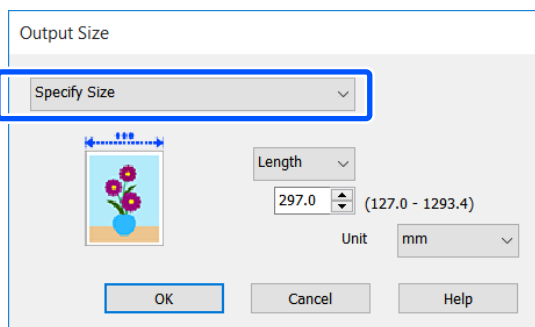 Output Size
Specify Size
Length
297.0 (127.0 - 1293.4)
Unit mm
OK Cancel Help